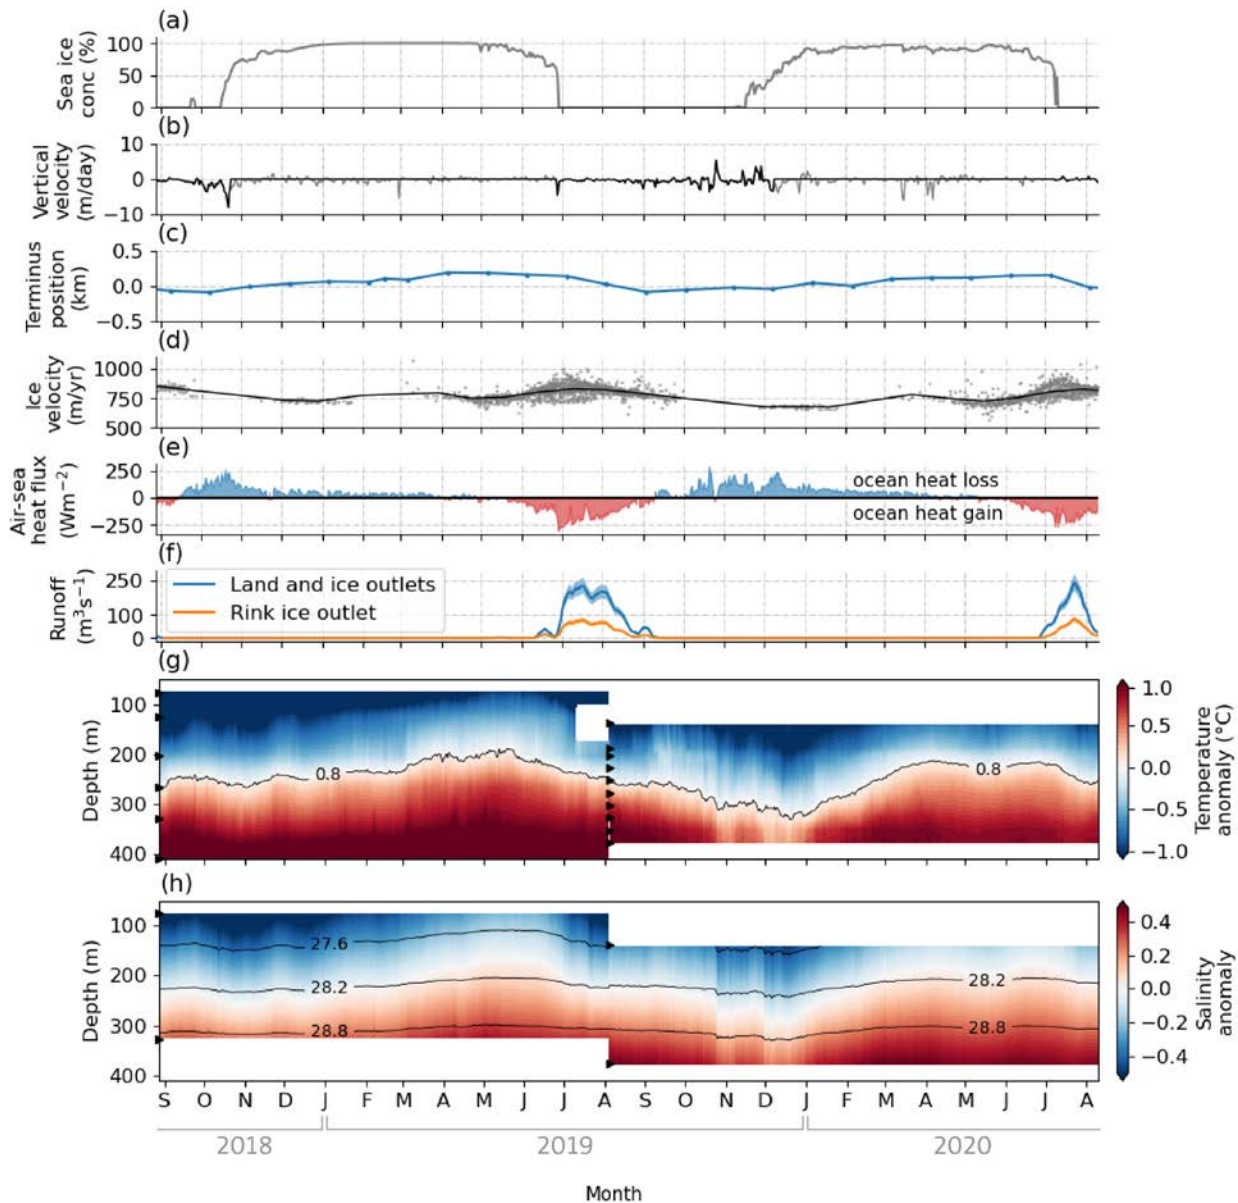 (a)
Sea ice
conc (%)
100
50
0
(b)
Vertical
velocity
(m/day)
10
0
−10
(c)
Terminus
position
(km)
0.5
0.0
−0.5
(d)
Ice
velocity
(m/yr)
1000
750
500
(e)
Air-sea
heat flux
(Wm⁻²)
250
0
−250
ocean heat loss
ocean heat gain
(f)
Runoff
(m³s⁻¹)
250
100
0
Land and ice outlets
Rink ice outlet
(g)
Depth (m)
100
200
300
400
0.8
0.8
1.0
0.5
0.0
−0.5
−1.0
Temperature
anomaly (°C)
(h)
Depth (m)
100
200
300
400
27.6
28.2
28.8
28.2
28.8
0.4
0.2
0.0
−0.2
−0.4
Salinity
anomaly
S O N D J F M A M J J A S O N D J F M A M J J A
2018 2019 2020
Month